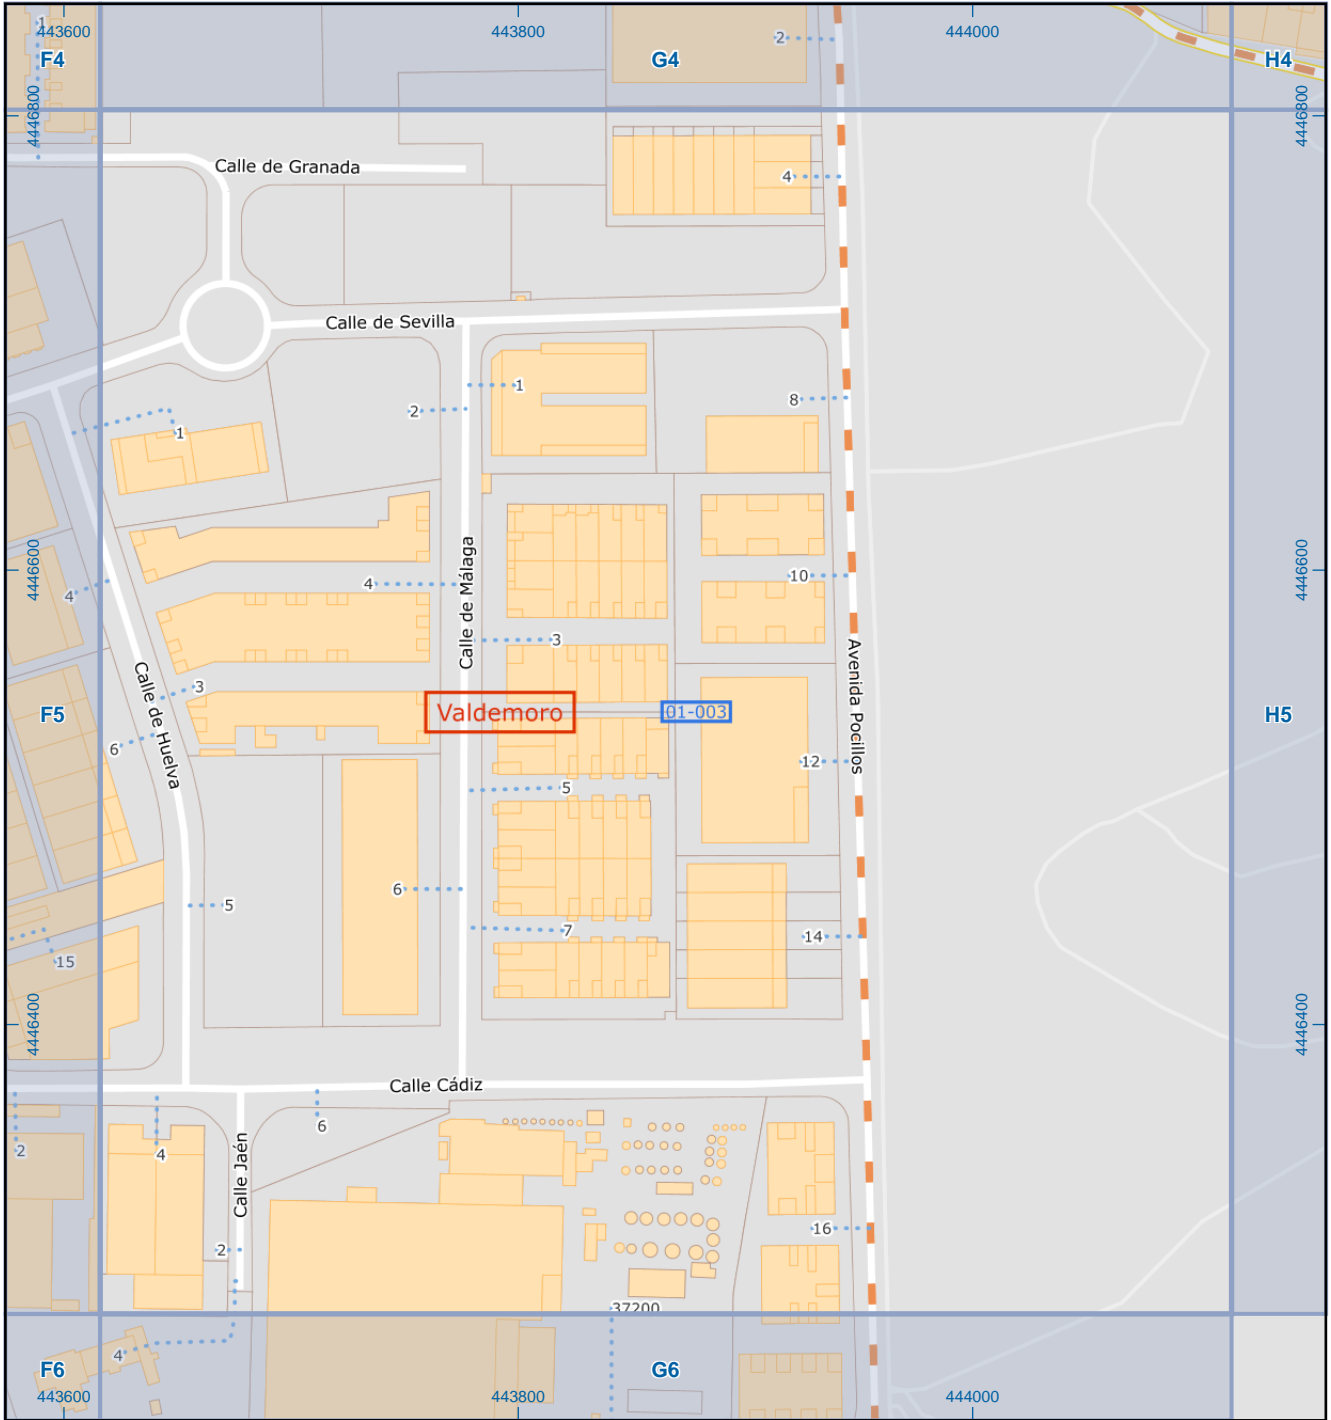 1
443600
443800
2
444000
F4
G4
H4
4446800
4446800
Calle de Granada
4
Calle de Sevilla
1
2
8
1
Calle de Málaga
4446600
4446600
10
4
4
3
Avenida Pocillos
Calle de Huelva
3
Valdemoro
01-003
F5
H5
6
12
5
6
5
7
14
15
4446400
4446400
Calle Cádiz
6
2
4
Calle Jaén
16
2
37200
4
F6
G6
443600
443800
444000